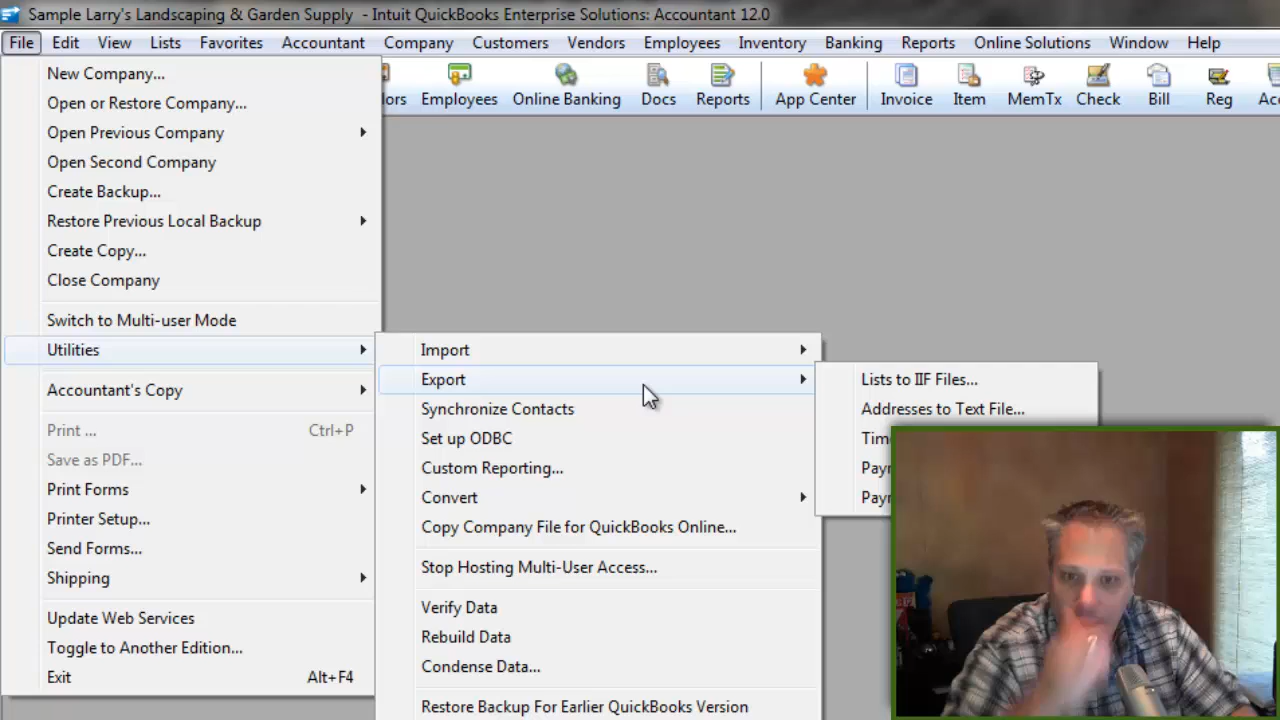 Sample Larry's Landscaping & Garden Supply - Intuit QuickBooks Enterprise Solutions: Accountant 12.0
File Edit View Lists Favorites Accountant Company Customers Vendors Employees Inventory Banking Reports Online Solutions Window Help
Employees Online Banking Docs Reports App Center Invoice Item MemTx Check Bill Reg
New Company...
Open or Restore Company...
Open Previous Company
Open Second Company
Create Backup...
Restore Previous Local Backup
Create Copy...
Close Company
Switch to Multi-user Mode
Utilities
Accountant's Copy
Print ... Ctrl+P
Save as PDF...
Print Forms
Printer Setup...
Send Forms...
Shipping
Update Web Services
Toggle to Another Edition...
Exit Alt+F4
Import
Export
Synchronize Contacts
Set up ODBC
Custom Reporting...
Convert
Copy Company File for QuickBooks Online...
Stop Hosting Multi-User Access...
Verify Data
Rebuild Data
Condense Data...
Restore Backup For Earlier QuickBooks Version
Lists to IIF Files...
Addresses to Text File...